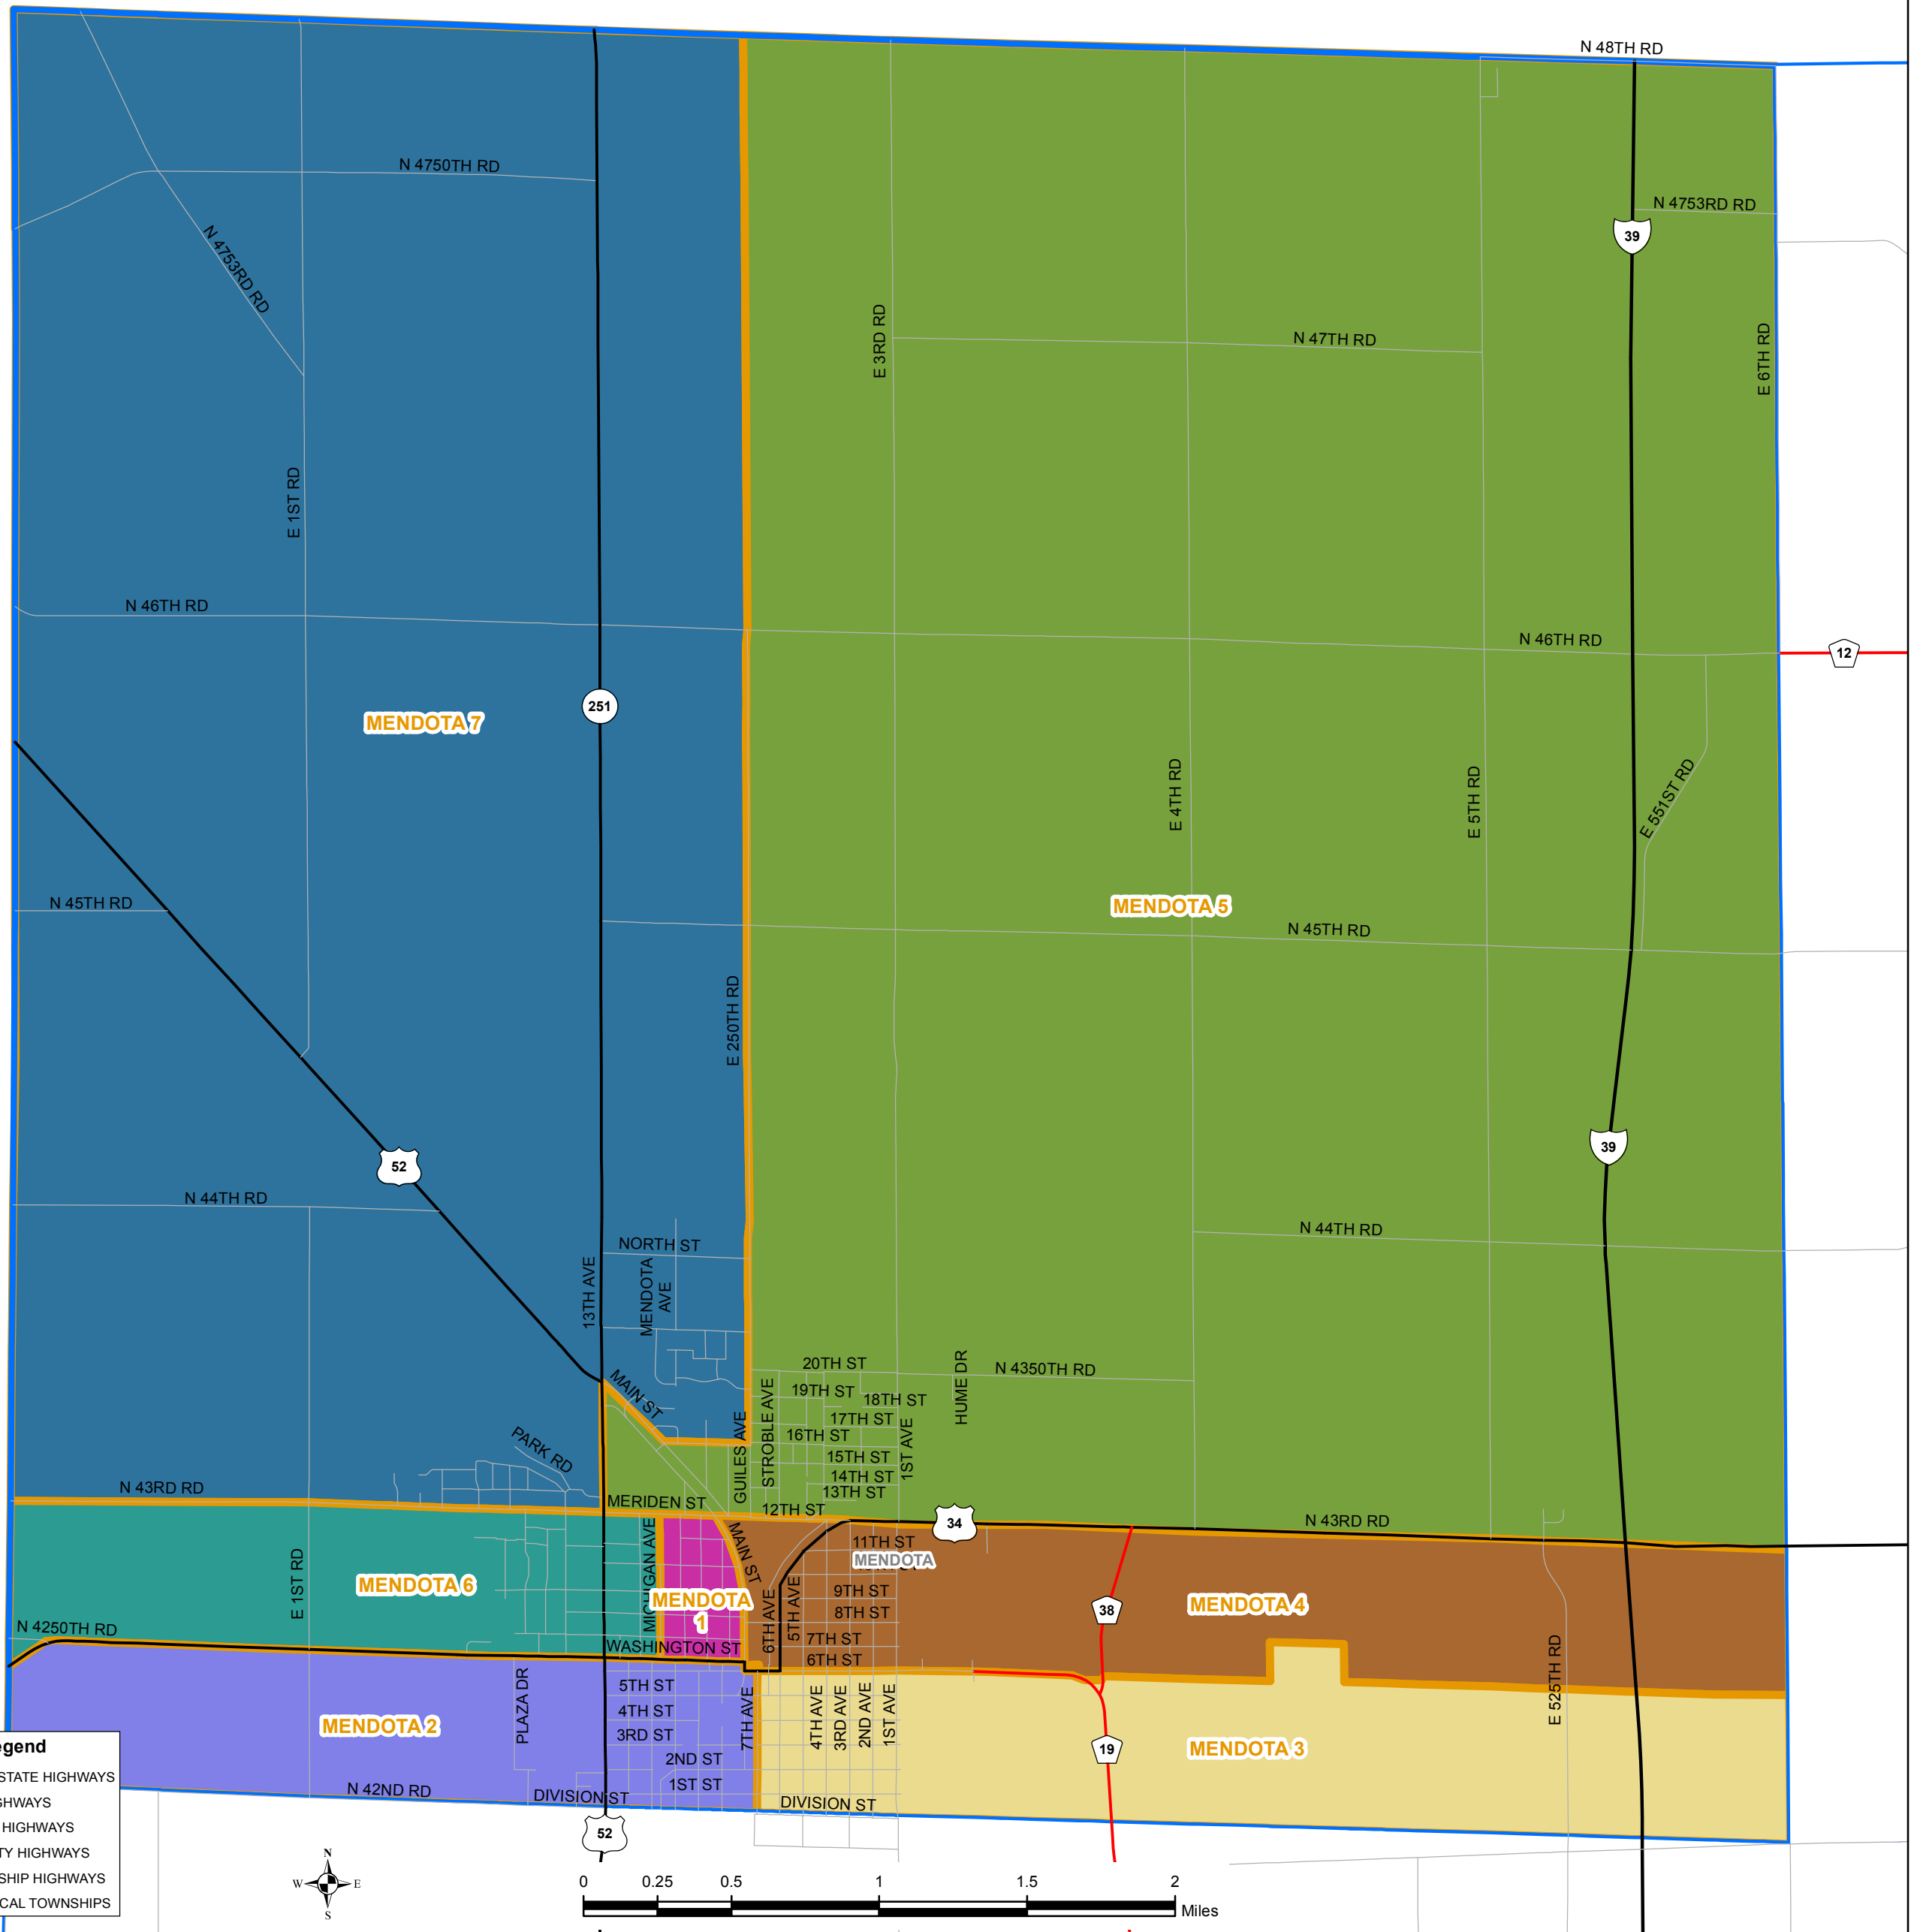 N 48TH RD
N 4750TH RD
N 4753RD RD
N 4753RD RD
39
E 3RD RD
N 47TH RD
E 6TH RD
E 1ST RD
N 46TH RD
N 46TH RD
12
251
MENDOTA 7
E 4TH RD
E 5TH RD
E 551ST RD
N 45TH RD
MENDOTA 5
N 45TH RD
E 250TH RD
39
52
N 44TH RD
N 44TH RD
NORTH ST
13TH AVE
MENDOTA
AVE
MAIN ST
20TH ST
N 4350TH RD
HUME DR
19TH ST
18TH ST
STROBLE AVE
GUILES AVE
17TH ST
16TH ST
1ST AVE
15TH ST
PARK RD
14TH ST
13TH ST
N 43RD RD
MERIDEN ST
12TH ST
34
N 43RD RD
MAIN ST
11TH ST
MENDOTA
MICHIGAN AVE
E 1ST RD
MENDOTA 6
MENDOTA
1
6TH AVE
5TH AVE
9TH ST
8TH ST
38
MENDOTA 4
N 4250TH RD
WASHINGTON ST
7TH ST
6TH ST
E 525TH RD
5TH ST
PLAZA DR
7TH AVE
4TH AVE
3RD AVE
2ND AVE
1ST AVE
4TH ST
MENDOTA 2
3RD ST
19
MENDOTA 3
2ND ST
1ST ST
N 42ND RD
DIVISION ST
DIVISION ST
52
egend
STATE HIGHWAYS
GHWAYS
HIGHWAYS
TY HIGHWAYS
SHIP HIGHWAYS
CAL TOWNSHIPS
N
W E
S
0 0.25 0.5 1 1.5 2
Miles